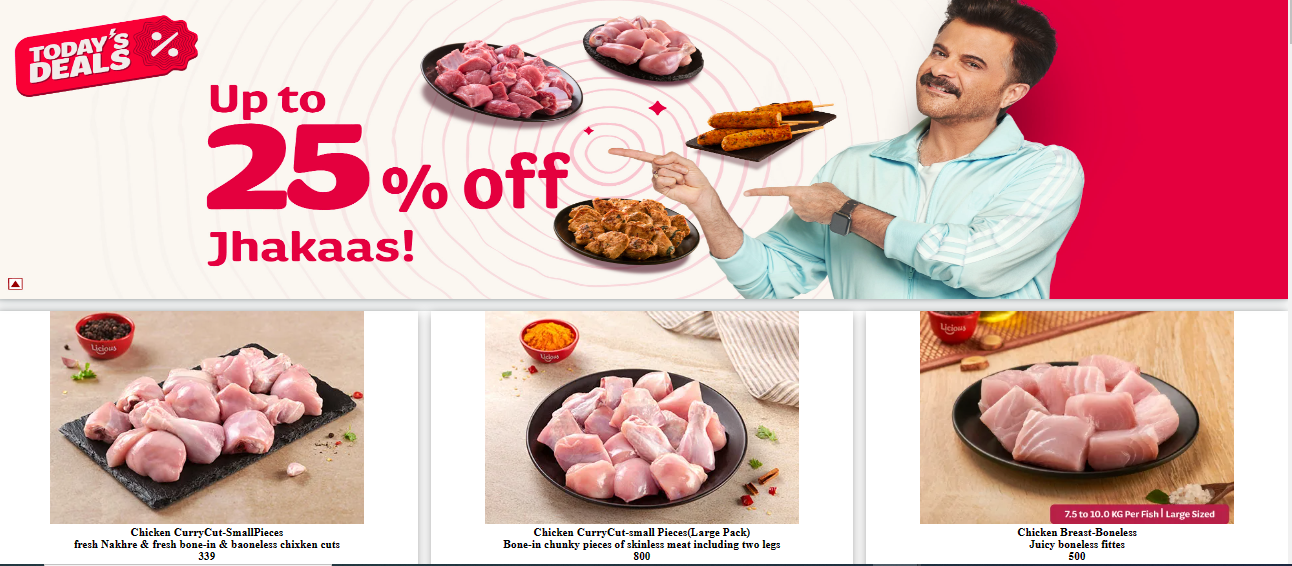 TODAY'S
DEALS
%
Up to
25% off
Jhakaas!
Licious
Licious
Licious
7.5 to 10.0 KG Per Fish | Large Sized
Chicken CurryCut-SmallPieces
fresh Nakhre & fresh bone-in & baoneless chixken cuts
339
Chicken CurryCut-small Pieces(Large Pack)
Bone-in chunky pieces of skinless meat including two legs
800
Chicken Breast-Boneless
Juicy boneless fittes
500